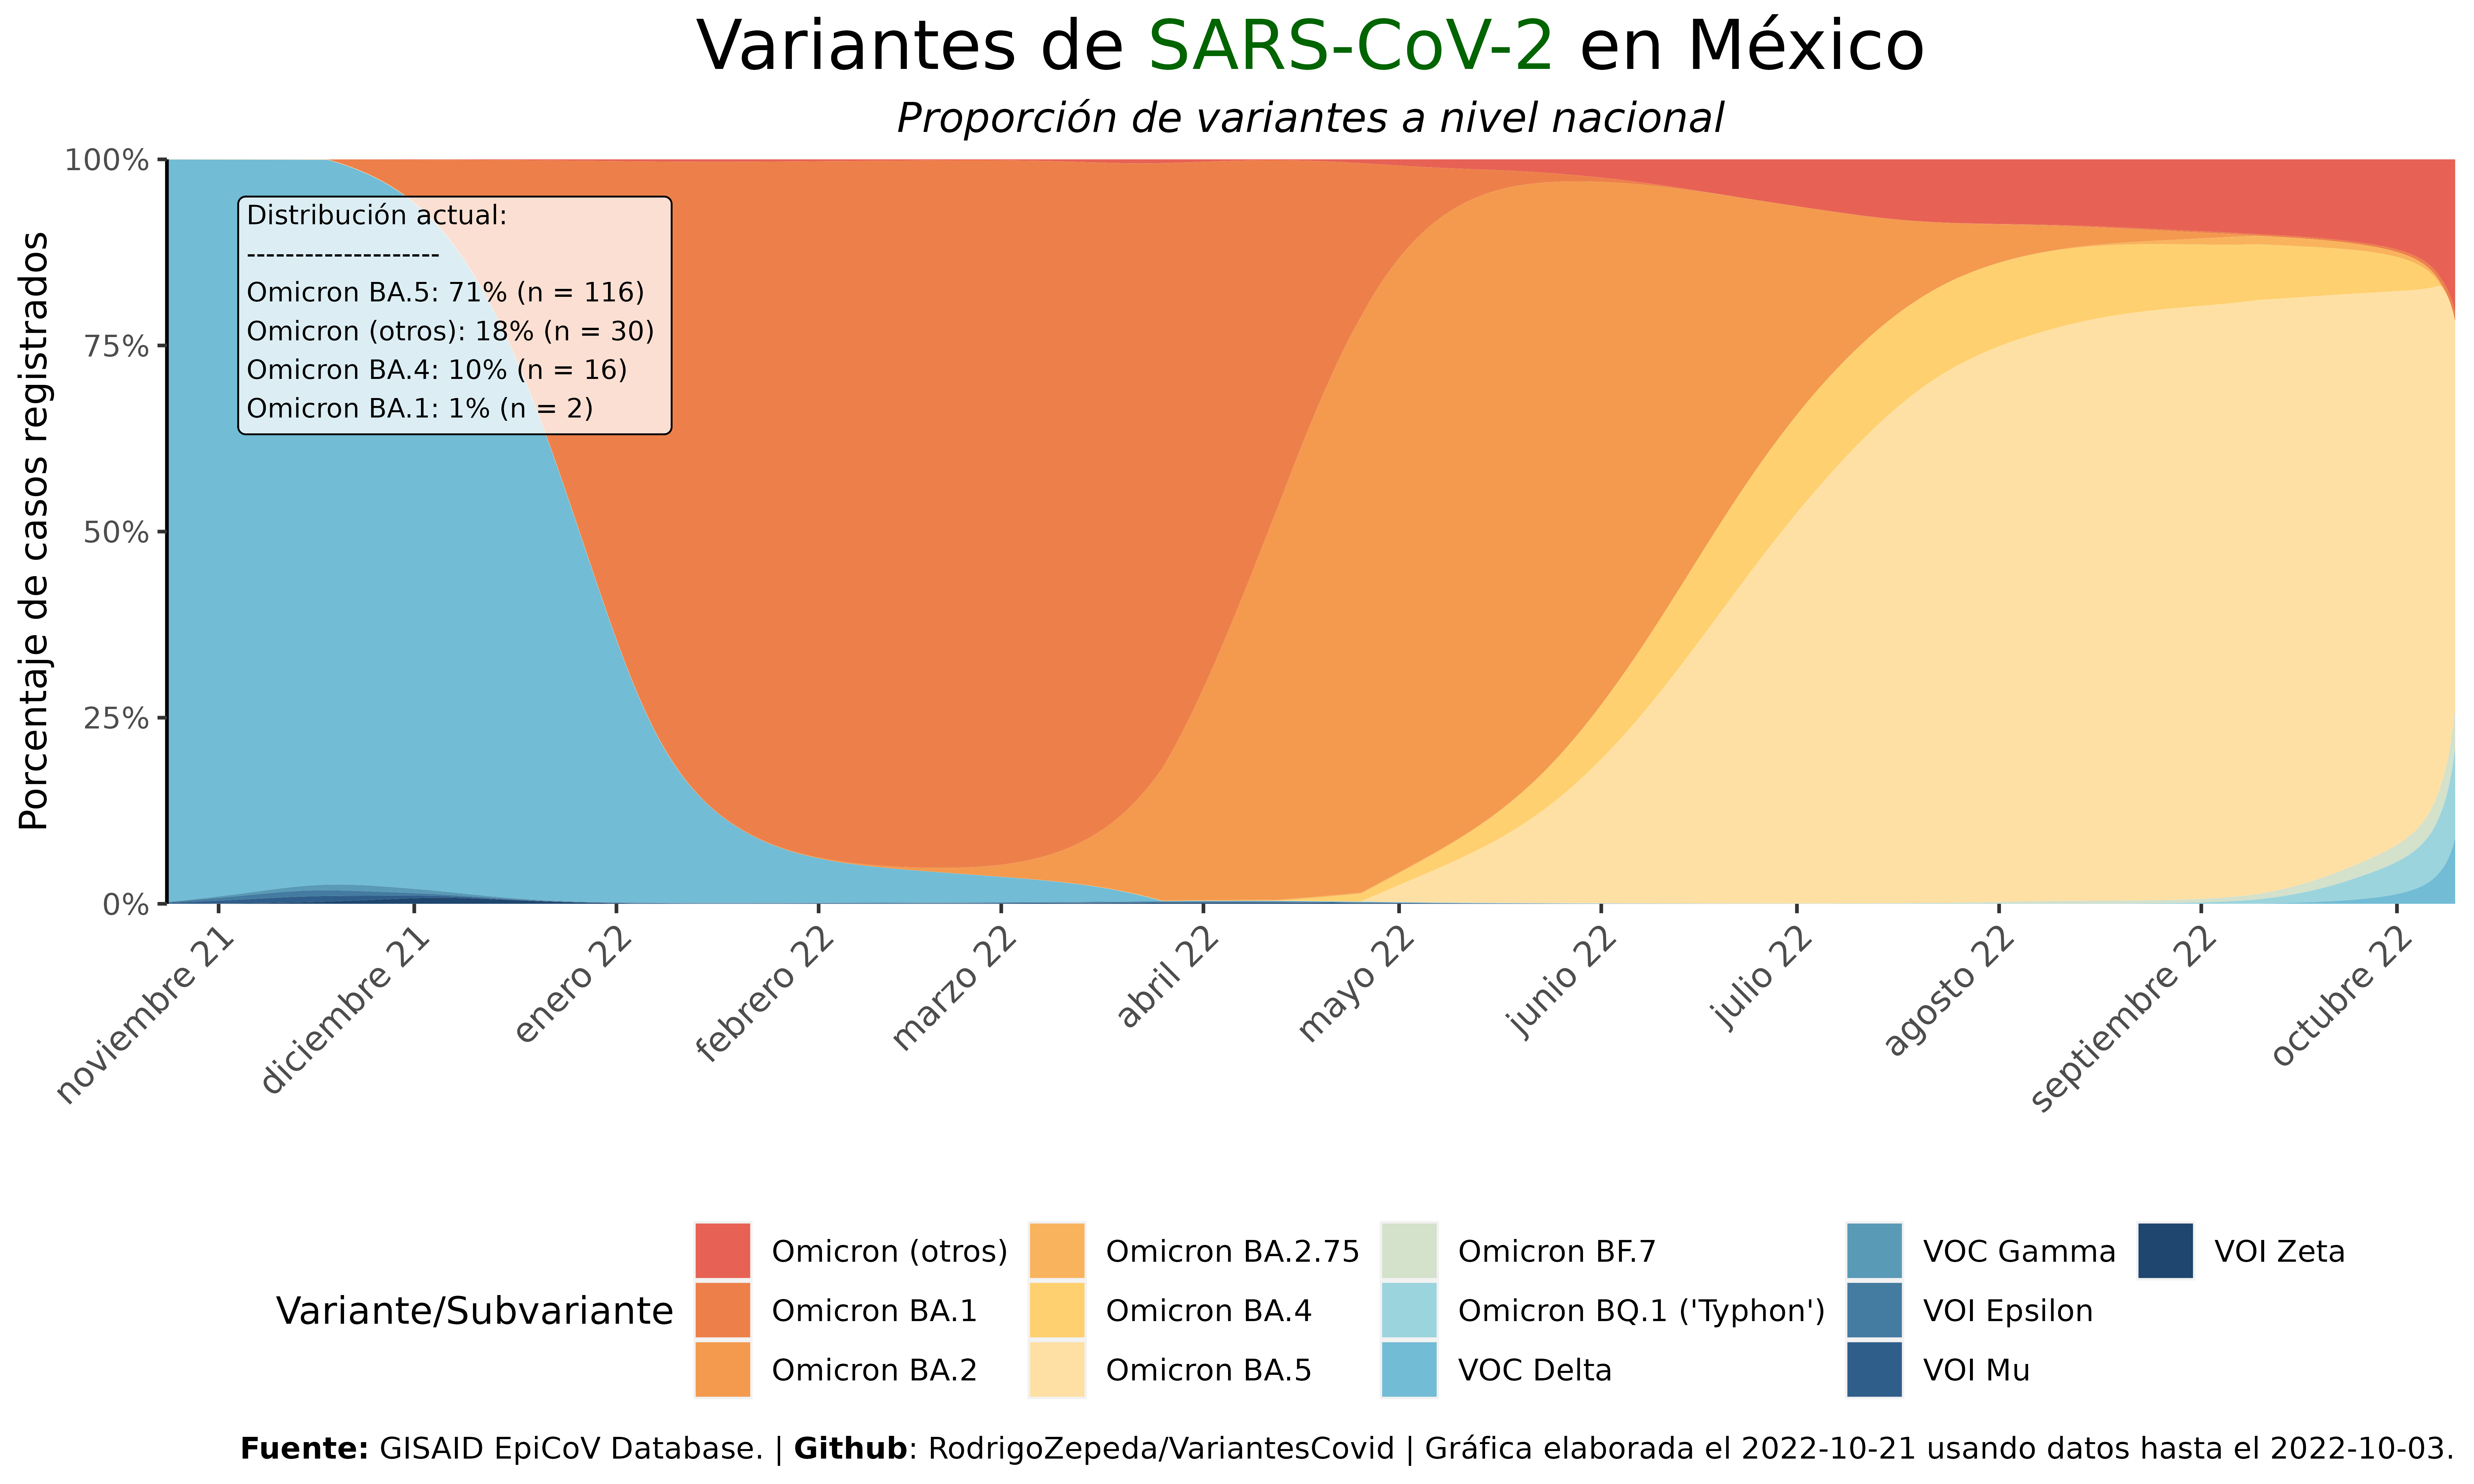 Variantes de SARS-CoV-2 en México
Proporción de variantes a nivel nacional
Porcentaje de casos registrados
100%
75%
50%
25%
0%
Distribución actual:
--------------------
Omicron BA.5: 71% (n = 116)
Omicron (otros): 18% (n = 30)
Omicron BA.4: 10% (n = 16)
Omicron BA.1: 1% (n = 2)
noviembre 21
diciembre 21
enero 22
febrero 22
marzo 22
abril 22
mayo 22
junio 22
julio 22
agosto 22
septiembre 22
octubre 22
Variante/Subvariante
Omicron (otros)
Omicron BA.1
Omicron BA.2
Omicron BA.2.75
Omicron BA.4
Omicron BA.5
Omicron BF.7
Omicron BQ.1 ('Typhon')
VOC Delta
VOC Gamma
VOI Epsilon
VOI Mu
VOI Zeta
Fuente: GISAID EpiCoV Database. | Github: RodrigoZepeda/VariantesCovid | Gráfica elaborada el 2022-10-21 usando datos hasta el 2022-10-03.